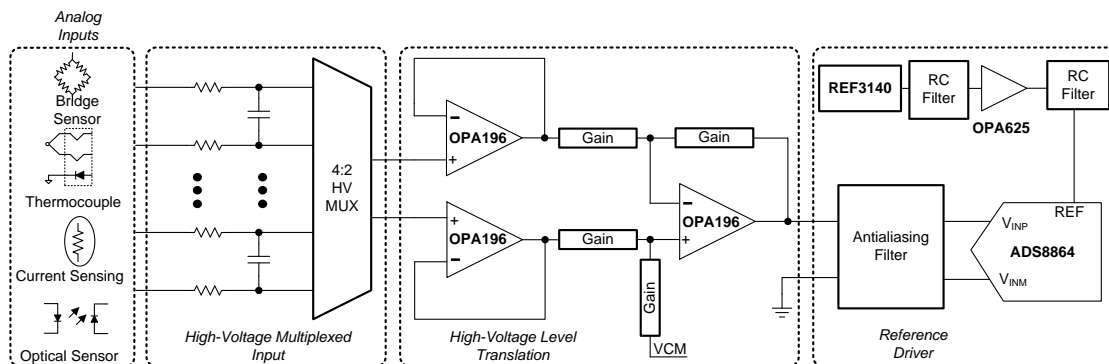 Analog
Inputs
Bridge
Sensor
Thermocouple
Current Sensing
Optical Sensor
4:2
HV
MUX
High-Voltage Multiplexed
Input
OPA196
OPA196
Gain
Gain
Gain
OPA196
Gain
VCM
High-Voltage Level
Translation
REF3140
RC
Filter
OPA625
RC
Filter
Antialiasing
Filter
REF
VINP
ADS8864
VINM
Reference
Driver